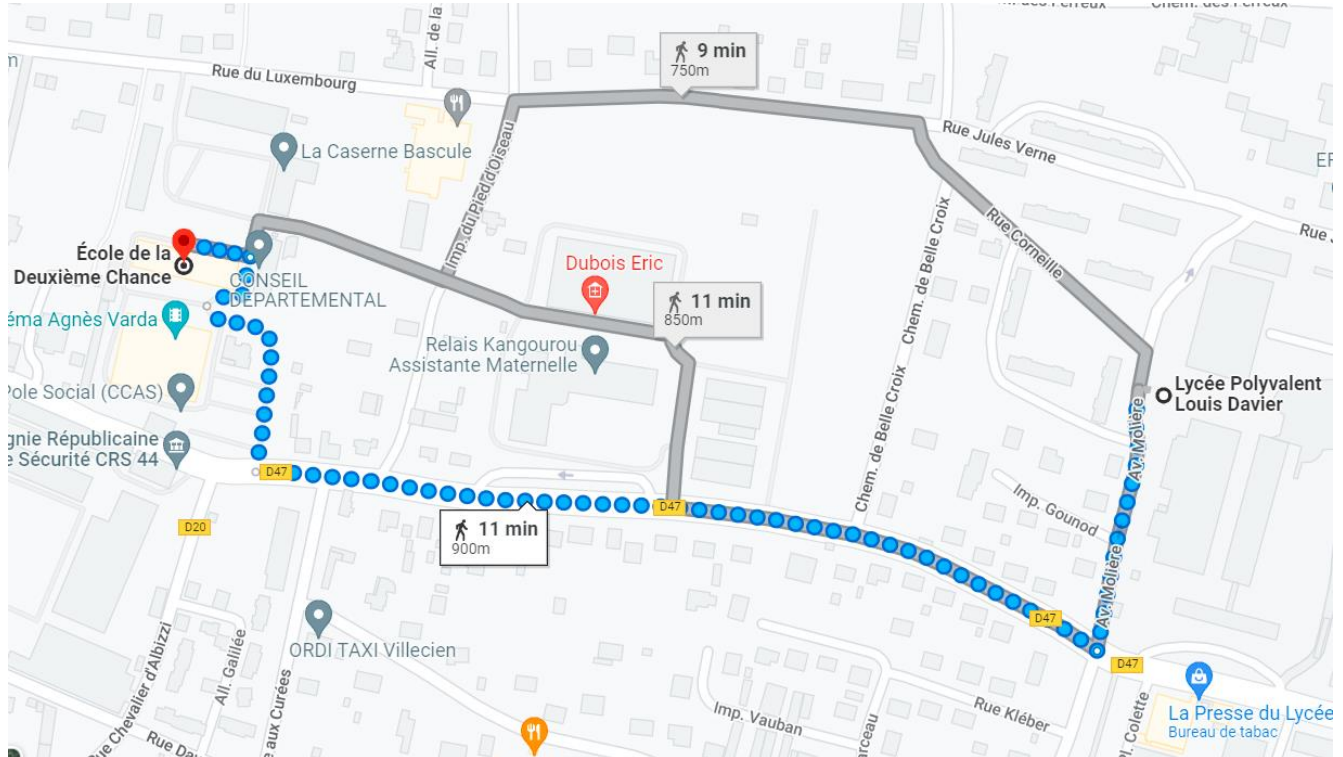 All. de la
Chem. des Perreux
Rue du Luxembourg
9 min
750m
La Caserne Bascule
Rue Jules Verne
Imp. du Pied d'Oiseau
Rue Corneille
Chem. de Belle Croix
École de la
Deuxième Chance
CONSEIL
DÉPARTEMENTAL
Dubois Eric
11 min
850m
éma Agnès Varda
Relais Kangourou
Assistante Maternelle
Chem. de Belle Croix
Pole Social (CCAS)
Lycée Polyvalent
Louis Davier
Av. Molière
gnie Républicaine
e Sécurité CRS 44
D47
D47
Imp. Gounod
D20
11 min
900m
Av. Molière
D47
D47
ORDI TAXI Villecien
Rue Chevalier d'Albizzi
All. Galilée
e aux Curées
Rue Da
Imp. Vauban
arceau
Rue Kléber
Pl. Colette
La Presse du Lycée
Bureau de tabac